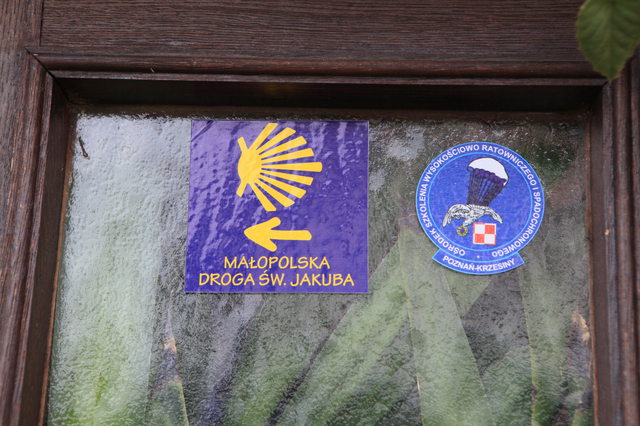 MAŁOPOLSKA
DROGA ŚW. JAKUBA
OŚRODEK SZKOLENIA WYSOKOŚCIOWO RATOWNICZEGO I SPADOCHRONOWEGO
POZNAŃ-KRZESINY